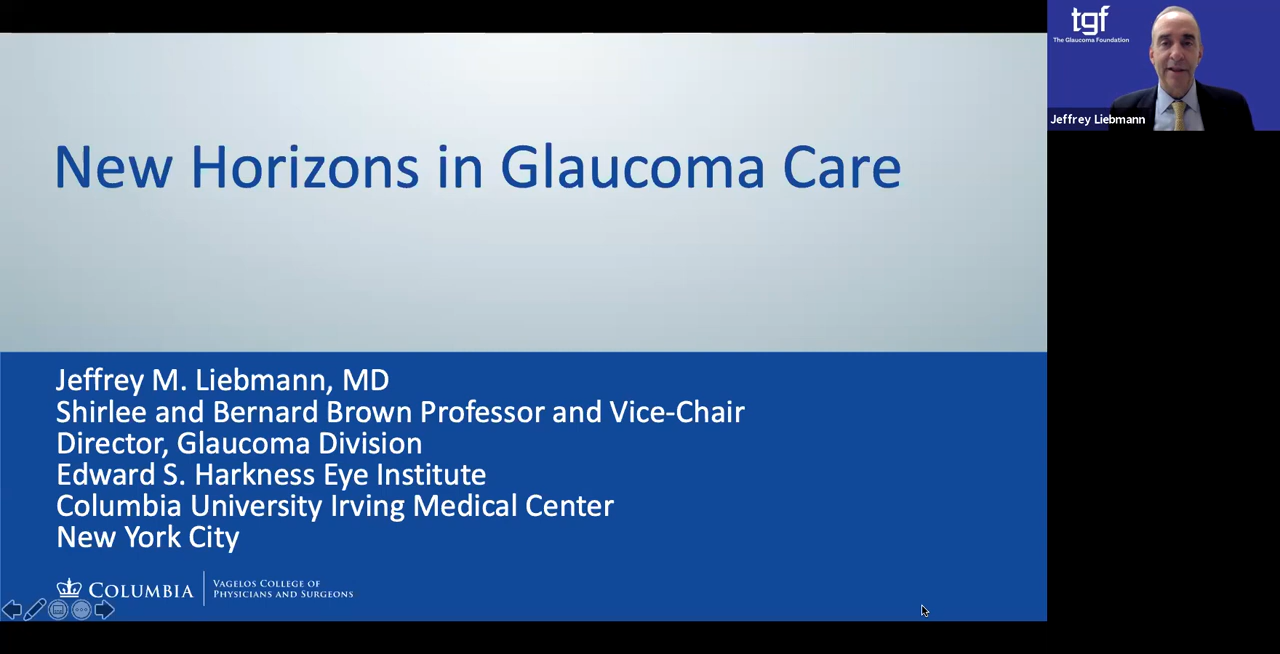 New Horizons in Glaucoma Care
Jeffrey M. Liebmann, MD
Shirlee and Bernard Brown Professor and Vice-Chair
Director, Glaucoma Division
Edward S. Harkness Eye Institute
Columbia University Irving Medical Center
New York City
COLUMBIA
VAGELOS COLLEGE OF
PHYSICIANS AND SURGEONS
tgf
The Glaucoma Foundation
Jeffrey Liebmann